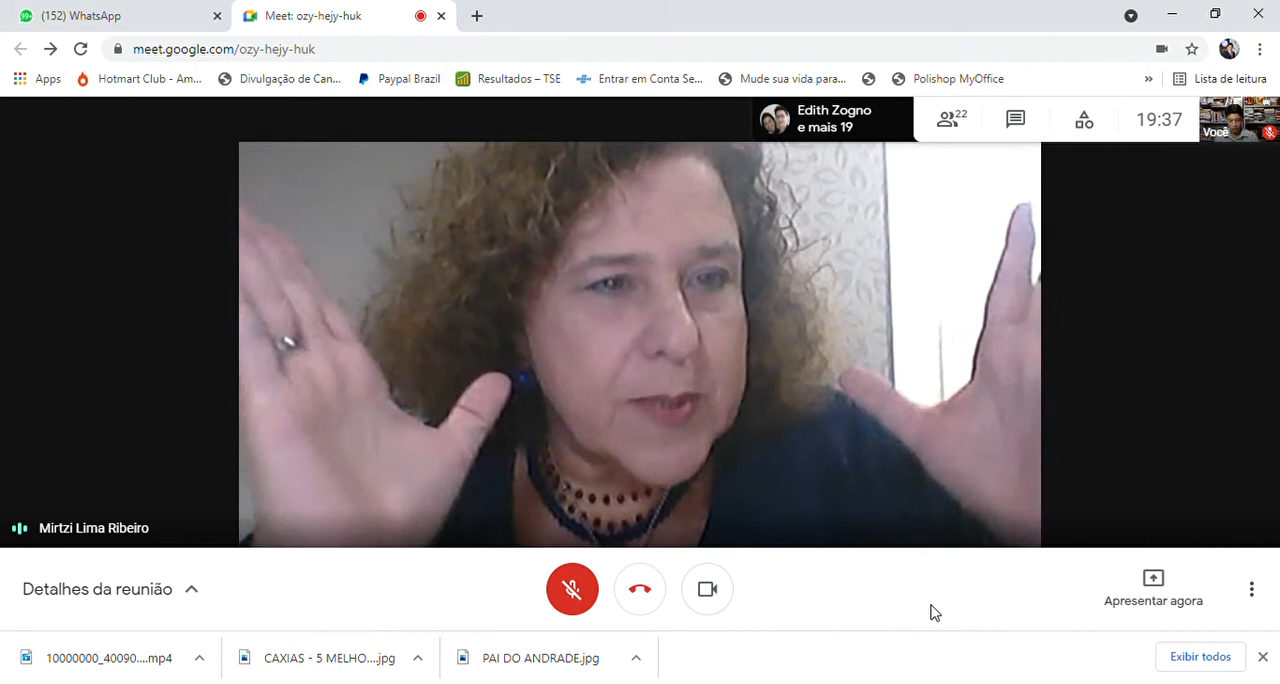 99+ (152) WhatsApp
Meet: ozy-hejy-huk
meet.google.com/ozy-hejy-huk
Apps
Hotmart Club - Am...
Divulgação de Can...
Paypal Brazil
Resultados – TSE
Entrar em Conta Se...
Mude sua vida para...
Polishop MyOffice
»
Lista de leitura
Edith Zogno
e mais 19
22
19:37
Você
Mirtzi Lima Ribeiro
Detalhes da reunião
Apresentar agora
10000000_40090....mp4
CAXIAS - 5 MELHO....jpg
PAI DO ANDRADE.jpg
Exibir todos